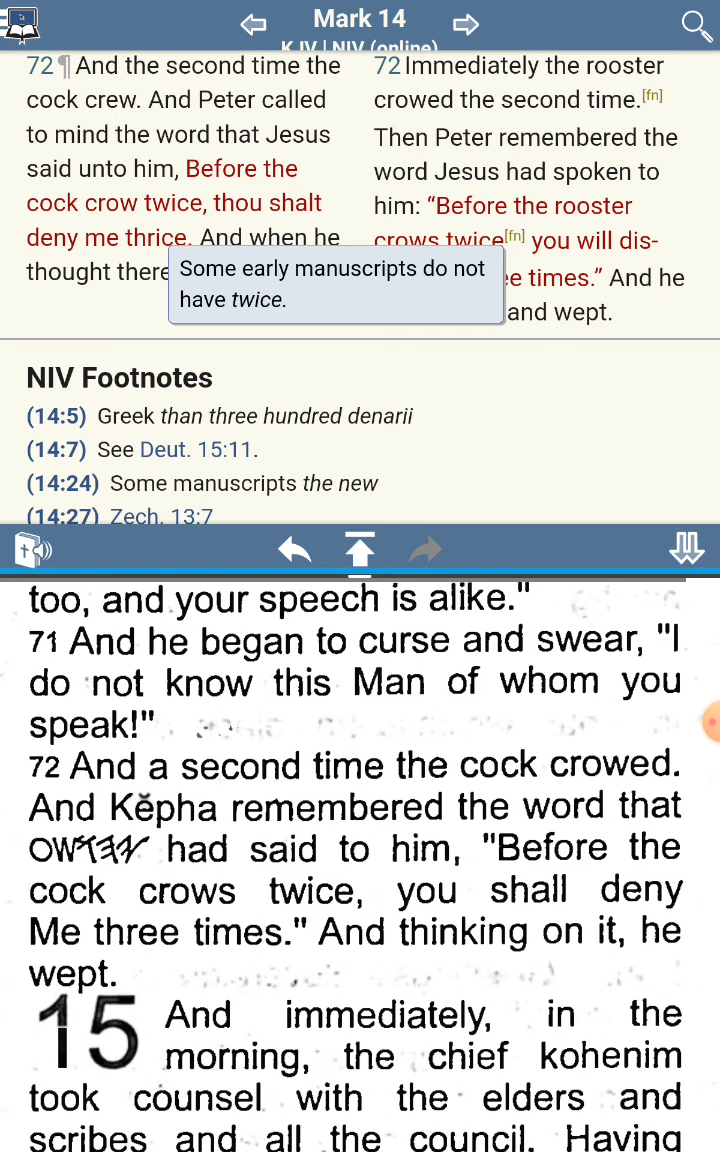 Mark 14
KJV | NIV (online)
72 ¶ And the second time the
cock crew. And Peter called
to mind the word that Jesus
said unto him, Before the
cock crow twice, thou shalt
deny me thrice. And when he
thought there
72 Immediately the rooster
crowed the second time.[fn]
Then Peter remembered the
word Jesus had spoken to
him: “Before the rooster
crows twice[fn] you will dis-
ee times.” And he
and wept.
Some early manuscripts do not
have twice.
NIV Footnotes
(14:5) Greek than three hundred denarii
(14:7) See Deut. 15:11.
(14:24) Some manuscripts the new
(14:27) Zech. 13:7
too, and your speech is alike."
71 And he began to curse and swear, "I
do not know this Man of whom you
speak!"
72 And a second time the cock crowed.
And Kĕpha remembered the word that
had said to him, "Before the
cock crows twice, you shall deny
Me three times." And thinking on it, he
wept.
15 And immediately, in the
morning, the chief kohenim
took counsel with the elders and
scribes and all the council. Having